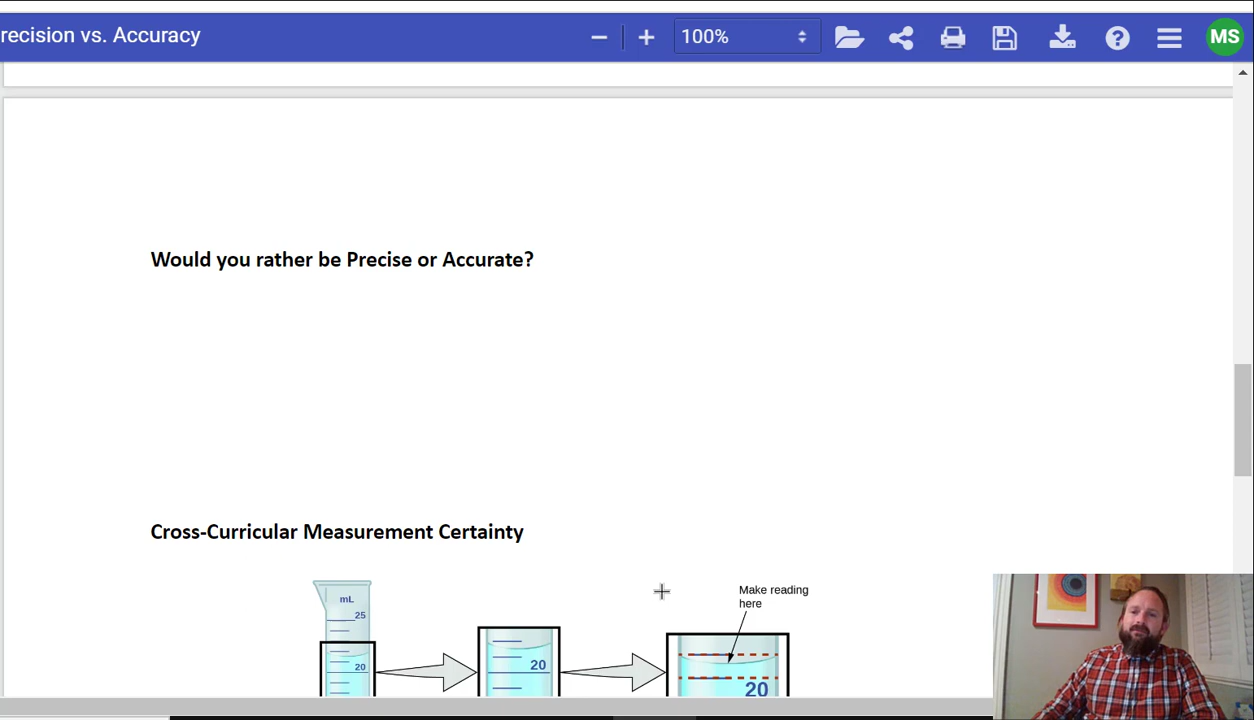 recision vs. Accuracy
100%
MS
Would you rather be Precise or Accurate?
Cross-Curricular Measurement Certainty
mL
25
20
20
Make reading
here
20